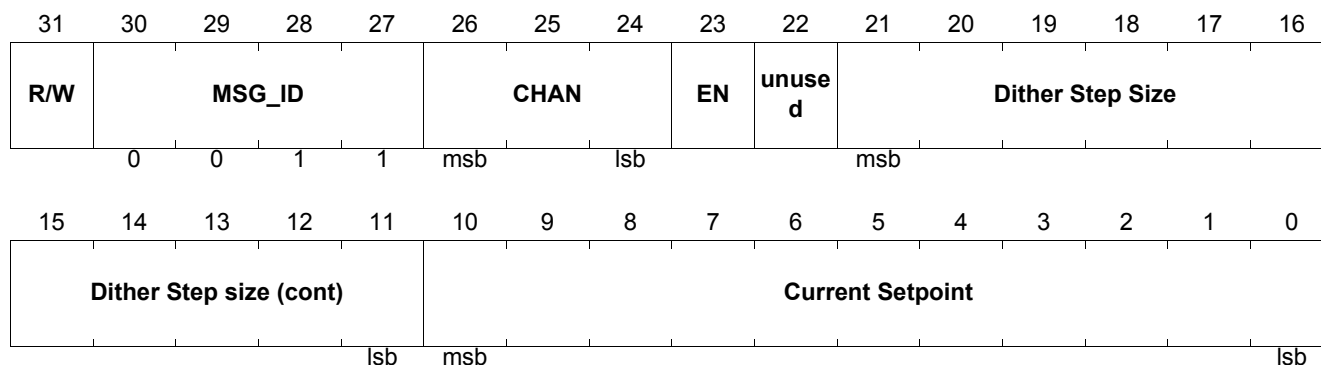 31 30 29 28 27 26 25 24 23 22 21 20 19 18 17 16
R/W MSG_ID CHAN EN unuse Dither Step Size
d
0 0 1 1 msb lsb msb
15 14 13 12 11 10 9 8 7 6 5 4 3 2 1 0
Dither Step size (cont) Current Setpoint
lsb msb lsb